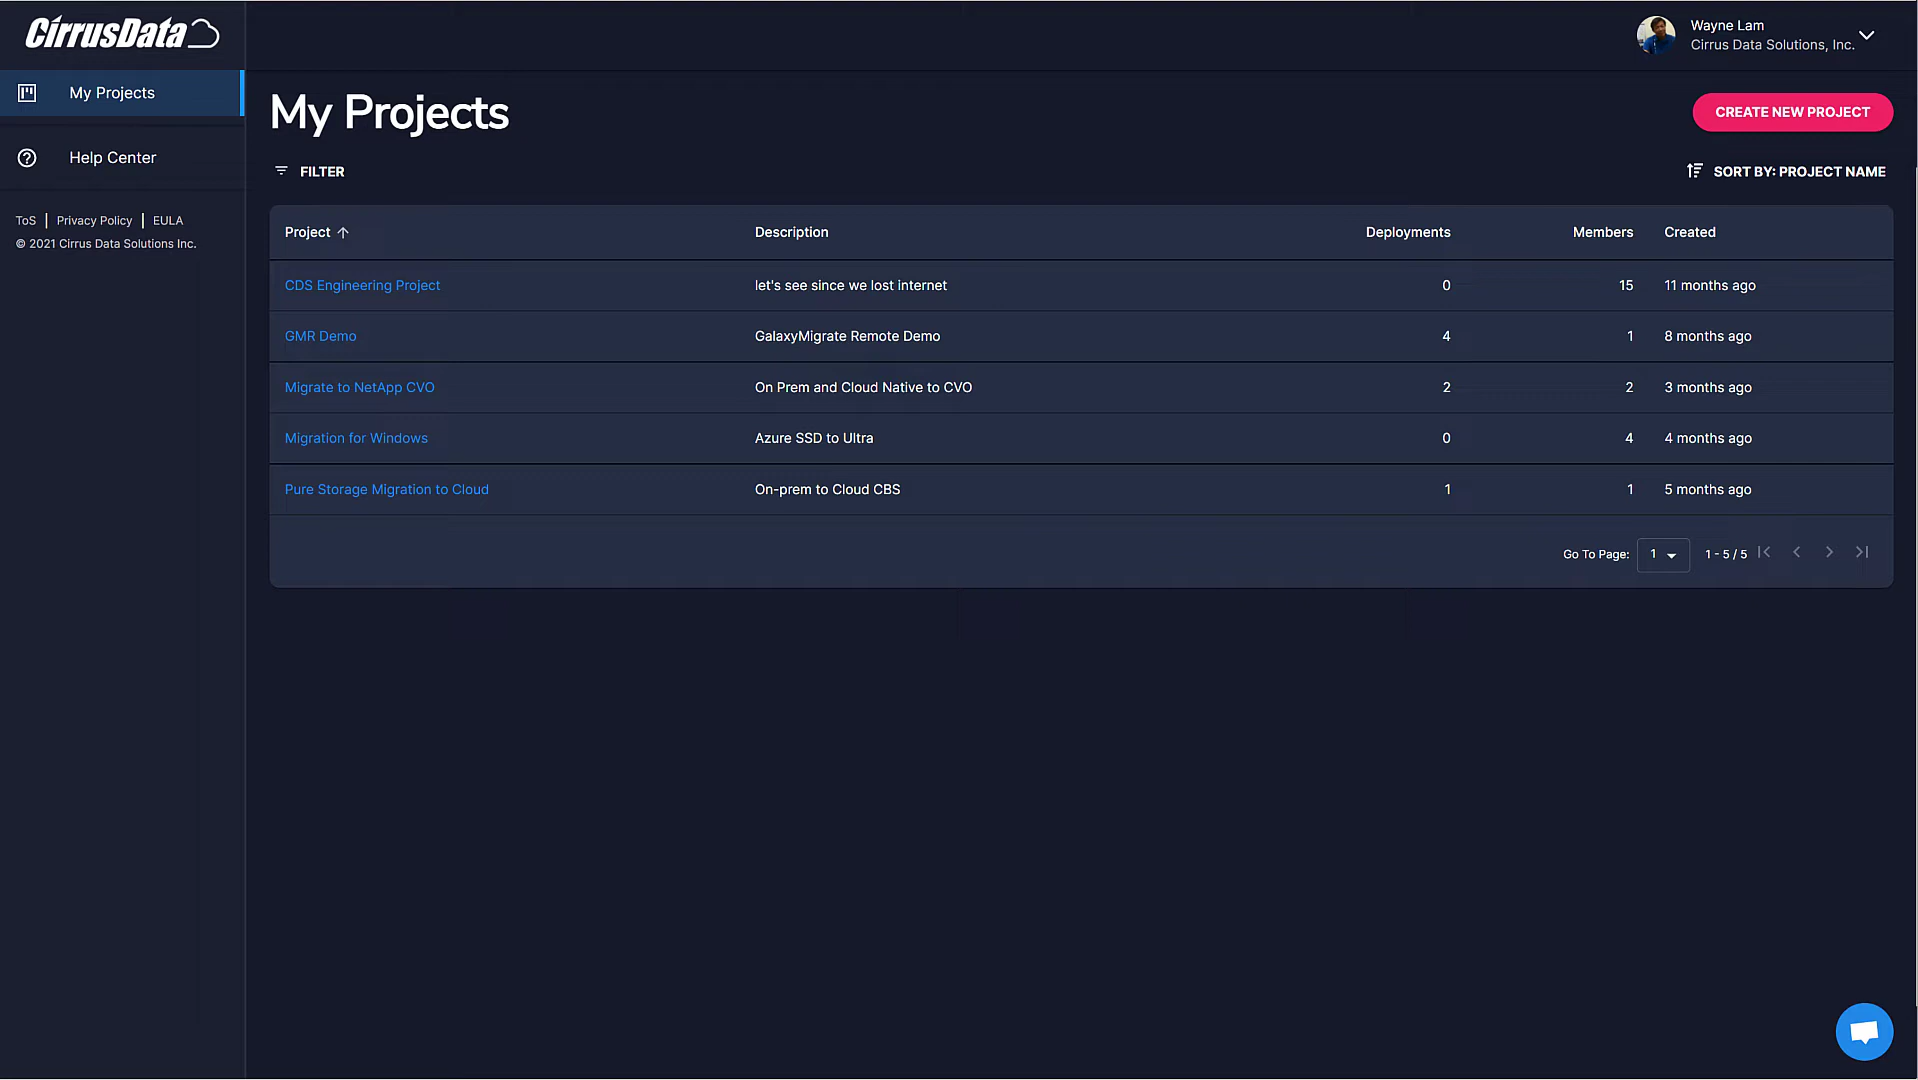 CirrusData
Wayne Lam
Cirrus Data Solutions, Inc.
My Projects
Help Center
ToS | Privacy Policy | EULA
© 2021 Cirrus Data Solutions Inc.
My Projects
CREATE NEW PROJECT
FILTER
SORT BY: PROJECT NAME
Project Description Deployments Members Created
CDS Engineering Project let's see since we lost internet 0 15 11 months ago
GMR Demo GalaxyMigrate Remote Demo 4 1 8 months ago
Migrate to NetApp CVO On Prem and Cloud Native to CVO 2 2 3 months ago
Migration for Windows Azure SSD to Ultra 0 4 4 months ago
Pure Storage Migration to Cloud On-prem to Cloud CBS 1 1 5 months ago
Go To Page: 1 1 - 5 / 5